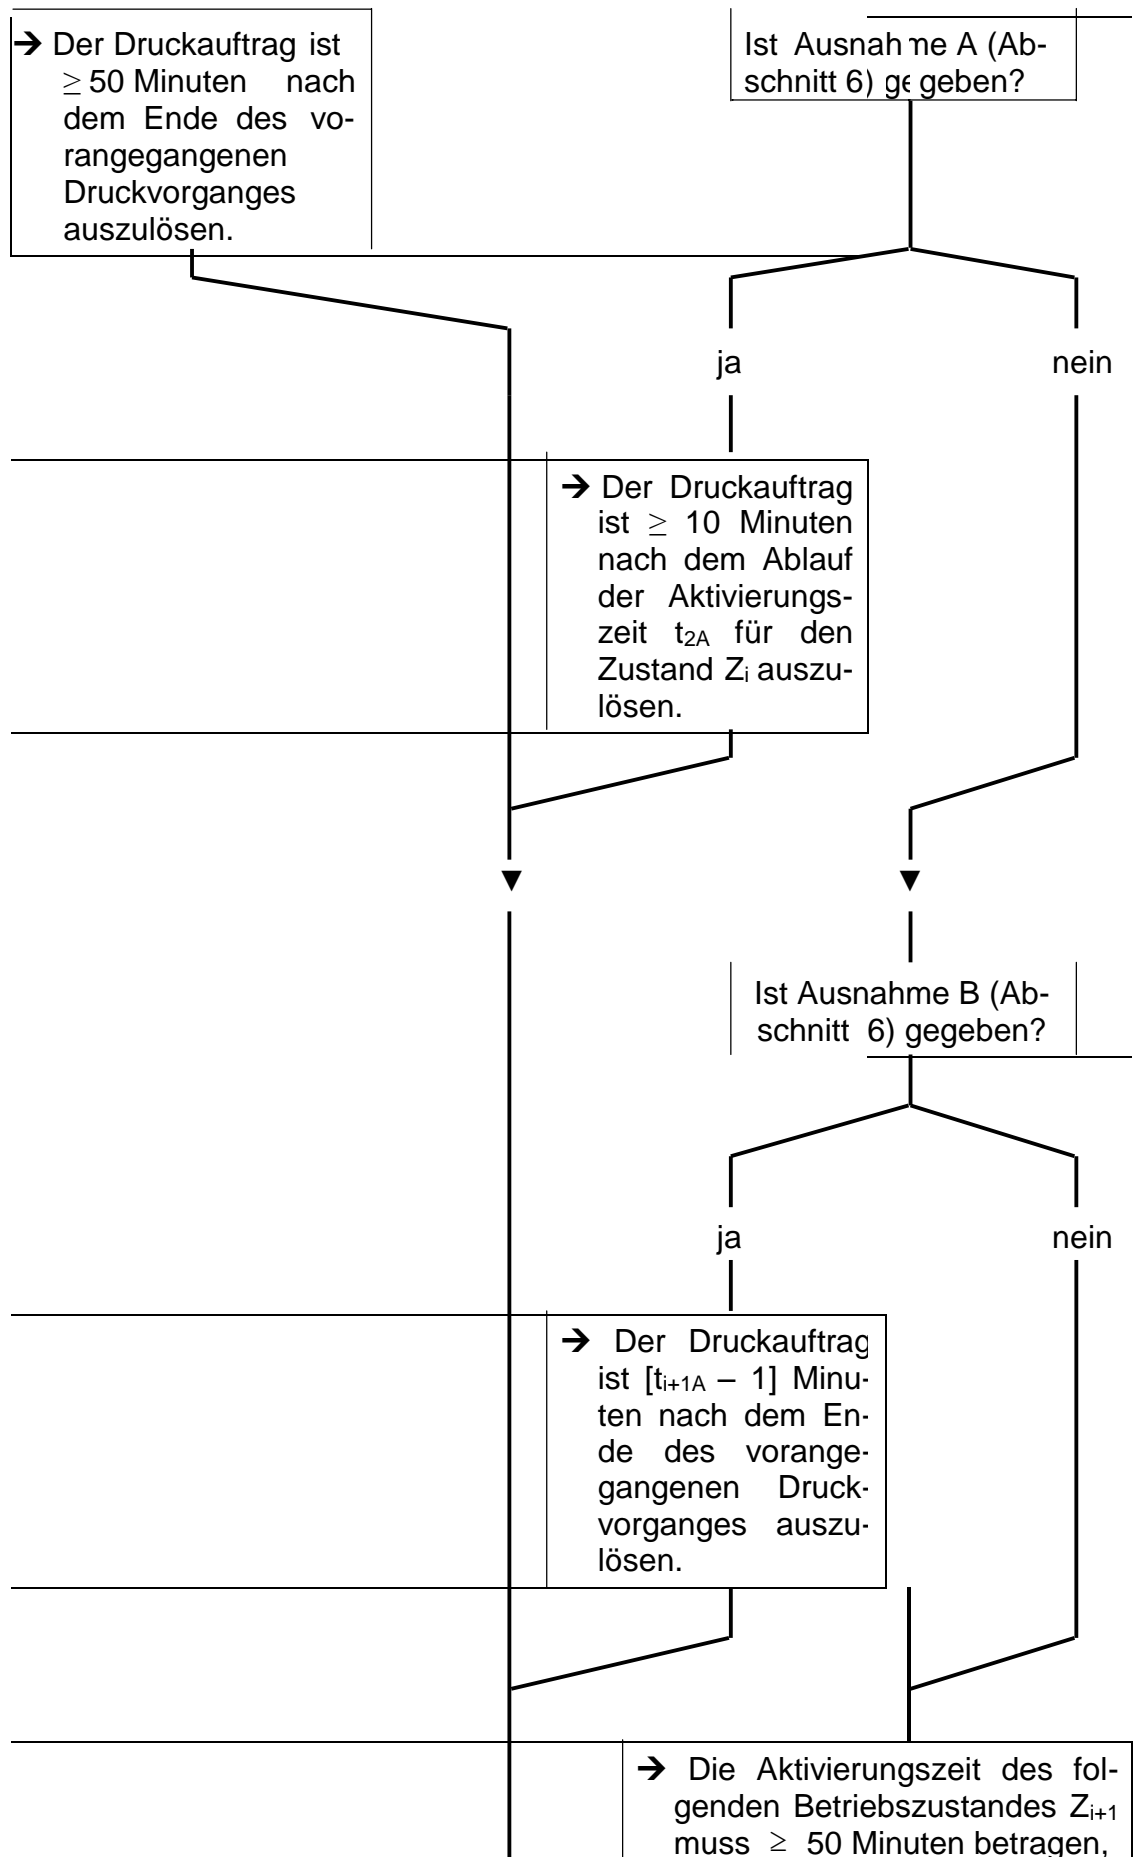 ➔ Der Druckauftrag ist
≥ 50 Minuten nach
dem Ende des vo-
rangegangenen
Druckvorganges
auszulösen.
Ist Ausnahme A (Ab-
schnitt 6) gegeben?
ja
nein
➔ Der Druckauftrag
ist ≥ 10 Minuten
nach dem Ablauf
der Aktivierungs-
zeit t2A für den
Zustand Zi auszu-
lösen.
▼
▼
Ist Ausnahme B (Ab-
schnitt 6) gegeben?
ja
nein
➔ Der Druckauftrag
ist [ti+1A – 1] Minu-
ten nach dem En-
de des vorange-
gangenen Druck-
vorganges auszu-
lösen.
➔ Die Aktivierungszeit des fol-
genden Betriebszustandes Zi+1
muss ≥ 50 Minuten betragen,